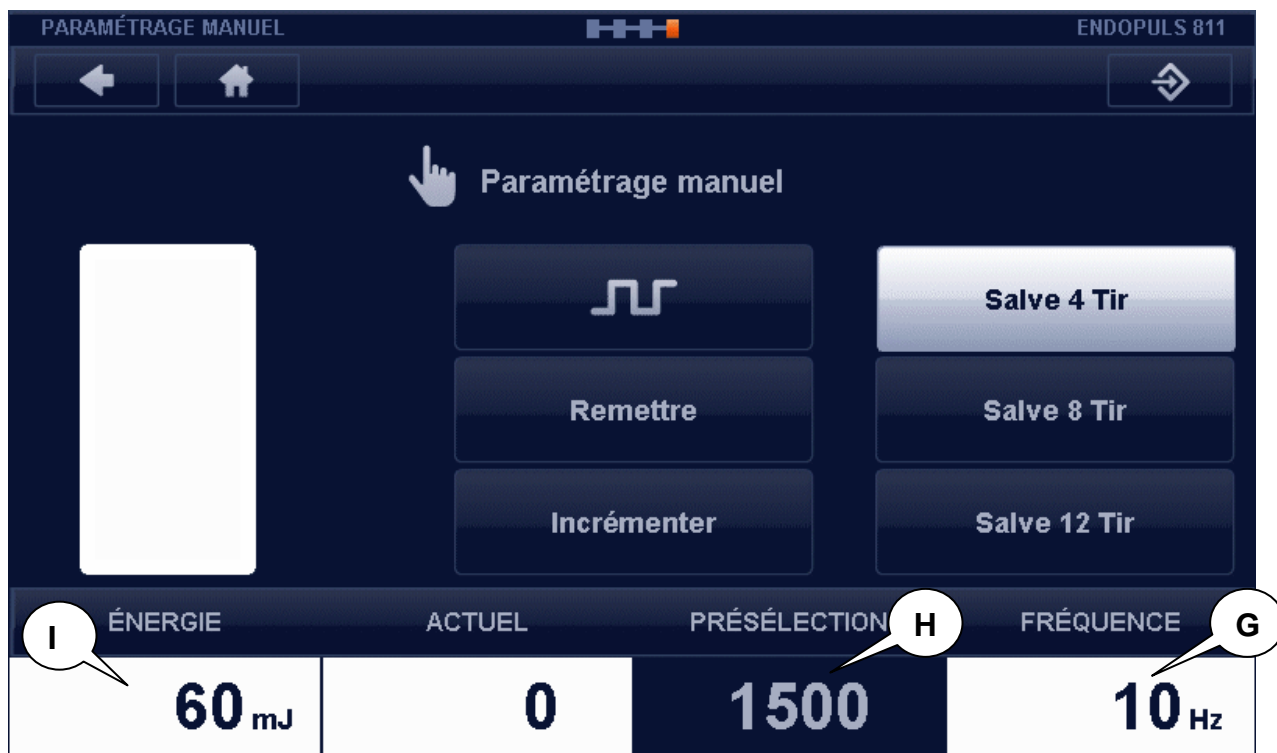 PARAMÉTRAGE MANUEL ENDOPULS 811
Paramétrage manuel
Salve 4 Tir
Remettre Salve 8 Tir
Incrémenter Salve 12 Tir
I ÉNERGIE ACTUEL PRÉSÉLECTION H FRÉQUENCE G
60 mJ 0 1500 10 Hz